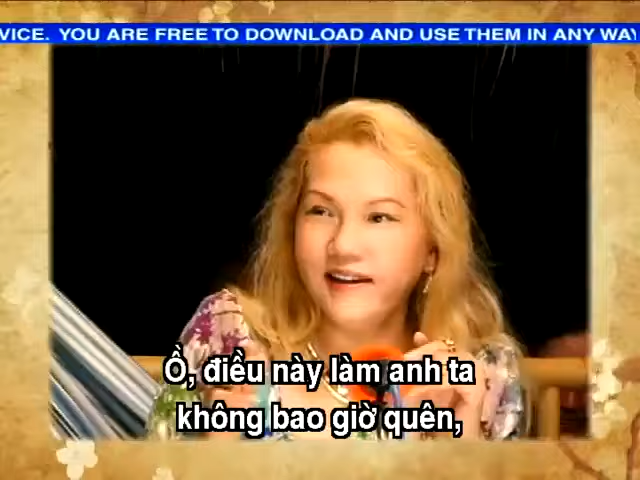 VICE. YOU ARE FREE TO DOWNLOAD AND USE THEM IN ANY WAY
Ồ, điều này làm anh ta
không bao giờ quên,